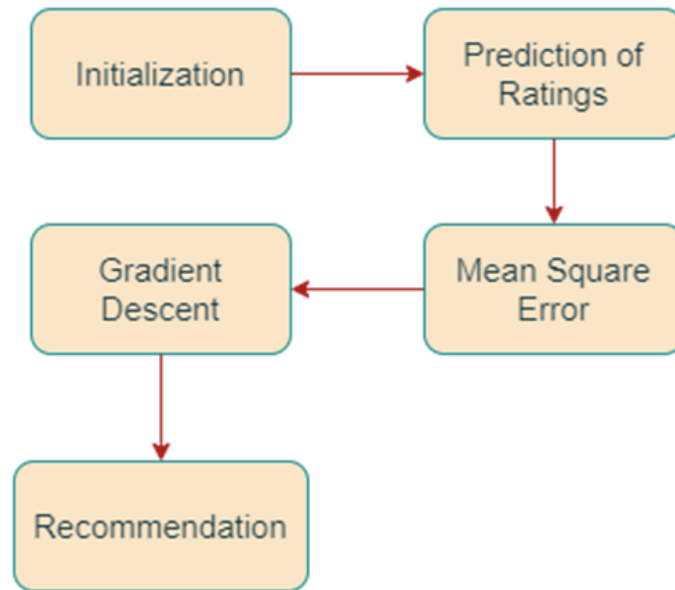 Initialization
Prediction of
Ratings
Mean Square
Error
Gradient
Descent
Recommendation